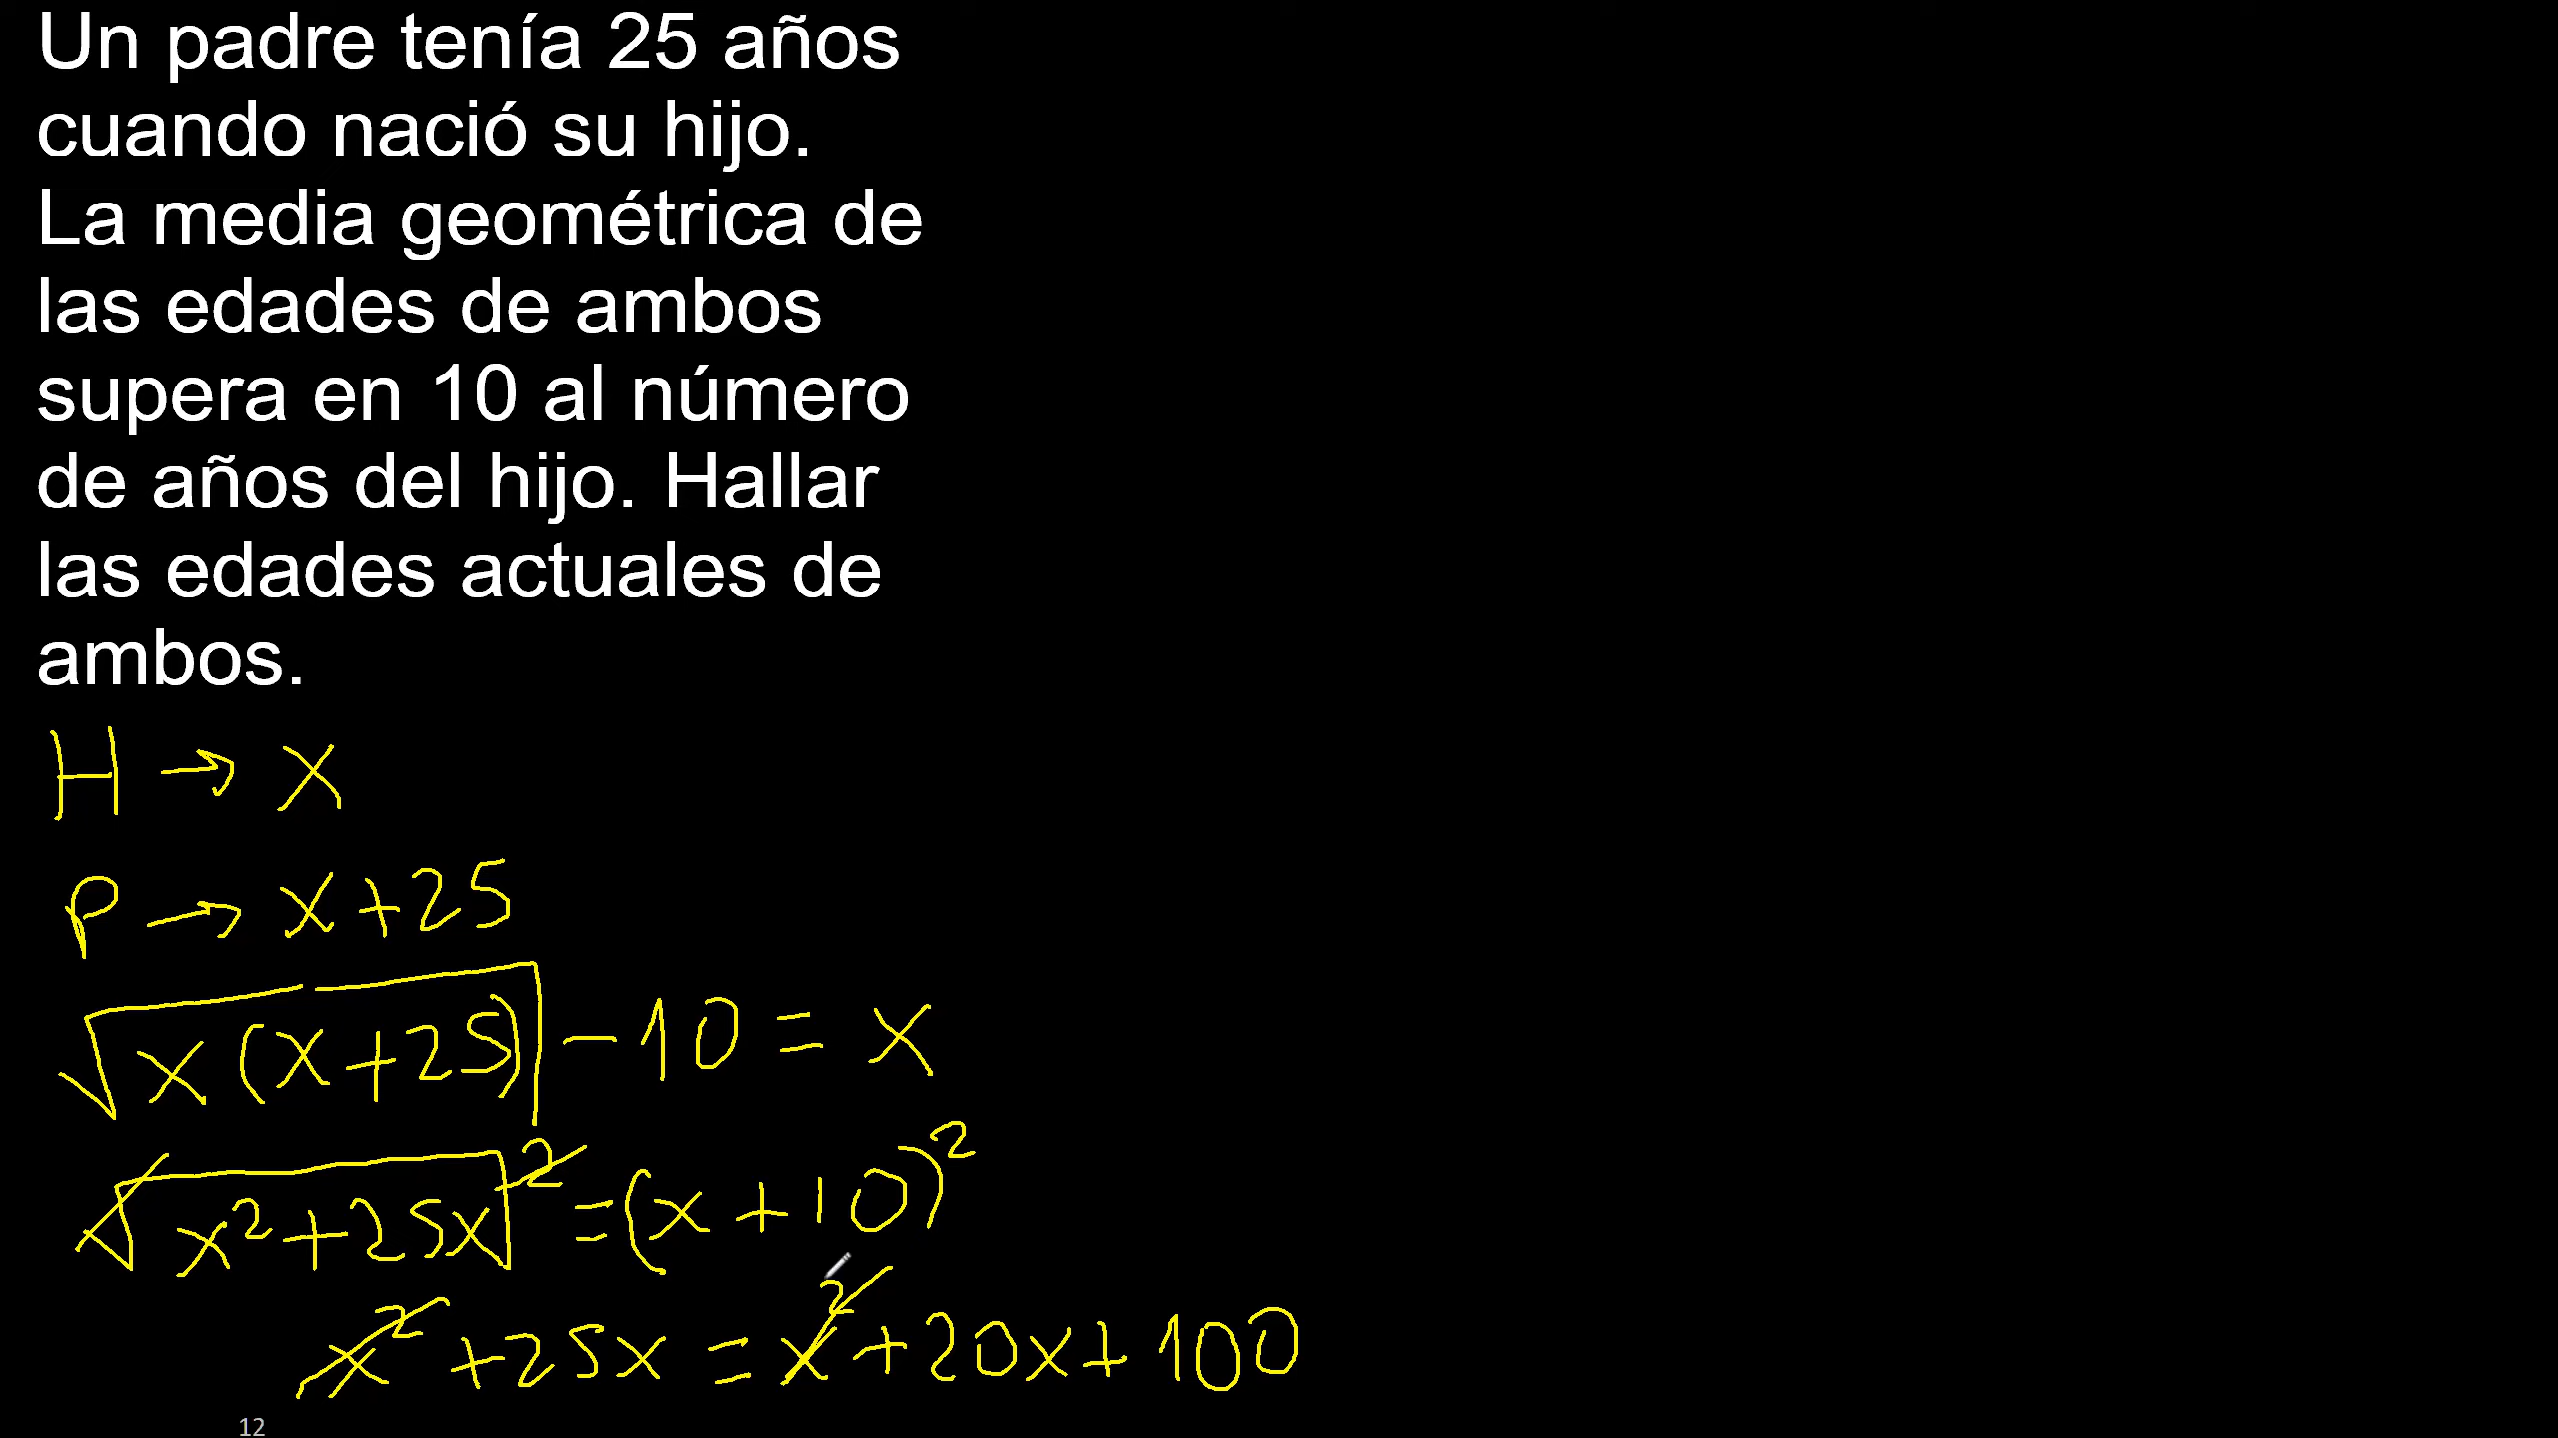 Un padre tenía 25 años
cuando nació su hijo.
La media geométrica de
las edades de ambos
supera en 10 al número
de años del hijo. Hallar
las edades actuales de
ambos.
H → x
P → x+25
√x(x+25) − 10 = x
√x²+25x² = (x+10)²
x²+25x = x²+20x+100
12